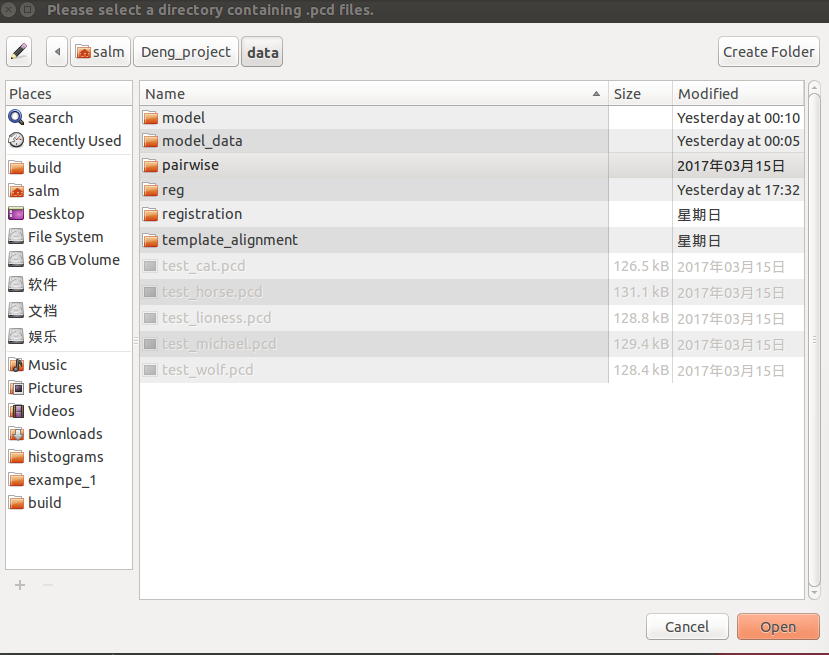 Please select a directory containing .pcd files.
salm Deng_project data Create Folder
Places Name Size Modified
Search model Yesterday at 00:10
Recently Used model_data Yesterday at 00:05
build pairwise 2017年03月15日
salm reg Yesterday at 17:32
Desktop registration 星期日
File System template_alignment 星期日
86 GB Volume test_cat.pcd 126.5 kB 2017年03月15日
软件 test_horse.pcd 131.1 kB 2017年03月15日
文档 test_lioness.pcd 128.8 kB 2017年03月15日
娱乐 test_michael.pcd 129.4 kB 2017年03月15日
Music test_wolf.pcd 128.4 kB 2017年03月15日
Pictures
Videos
Downloads
histograms
exampe_1
build
Cancel Open